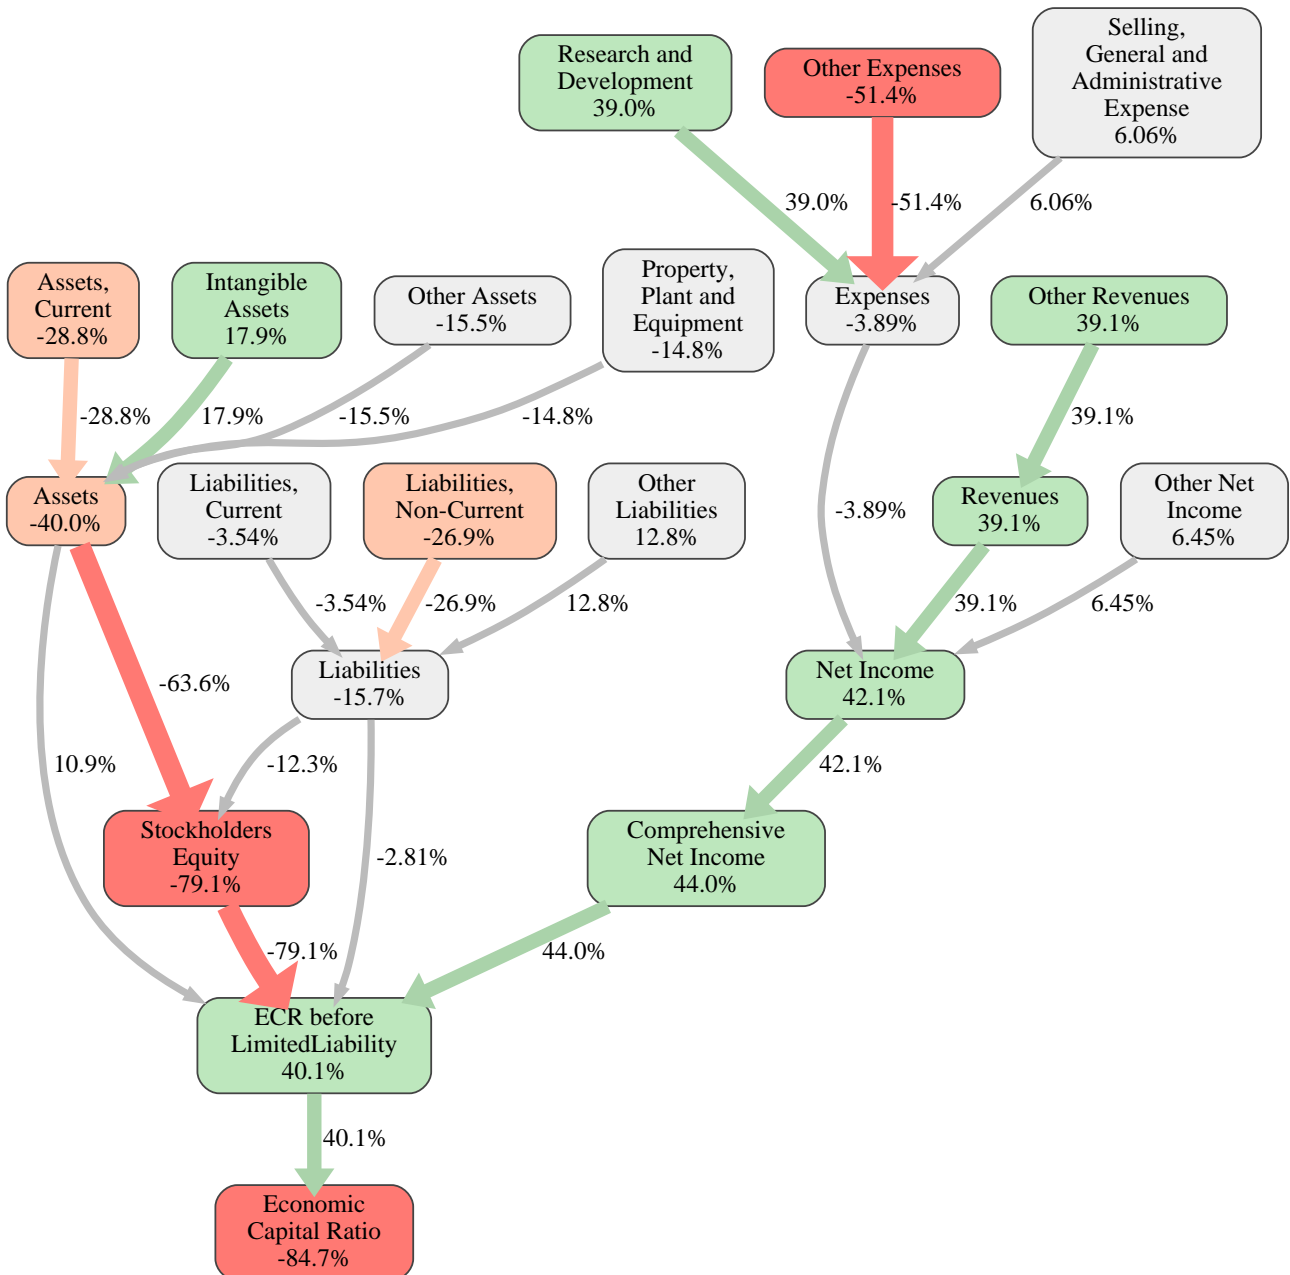 Research and
Development
39.0%
Other Expenses
-51.4%
Selling,
General and
Administrative
Expense
6.06%
39.0%
-51.4%
6.06%
Assets,
Current
-28.8%
Intangible
Assets
17.9%
Other Assets
-15.5%
Property,
Plant and
Equipment
-14.8%
Expenses
-3.89%
Other Revenues
39.1%
-28.8%
17.9%
-15.5%
-14.8%
39.1%
Assets
-40.0%
Liabilities,
Current
-3.54%
Liabilities,
Non-Current
-26.9%
Other
Liabilities
12.8%
-3.89%
Revenues
39.1%
Other Net
Income
6.45%
-3.54%
-26.9%
12.8%
39.1%
6.45%
-63.6%
Liabilities
-15.7%
Net Income
42.1%
10.9%
-12.3%
42.1%
Stockholders
Equity
-79.1%
-2.81%
Comprehensive
Net Income
44.0%
-79.1%
44.0%
ECR before
LimitedLiability
40.1%
40.1%
Economic
Capital Ratio
-84.7%